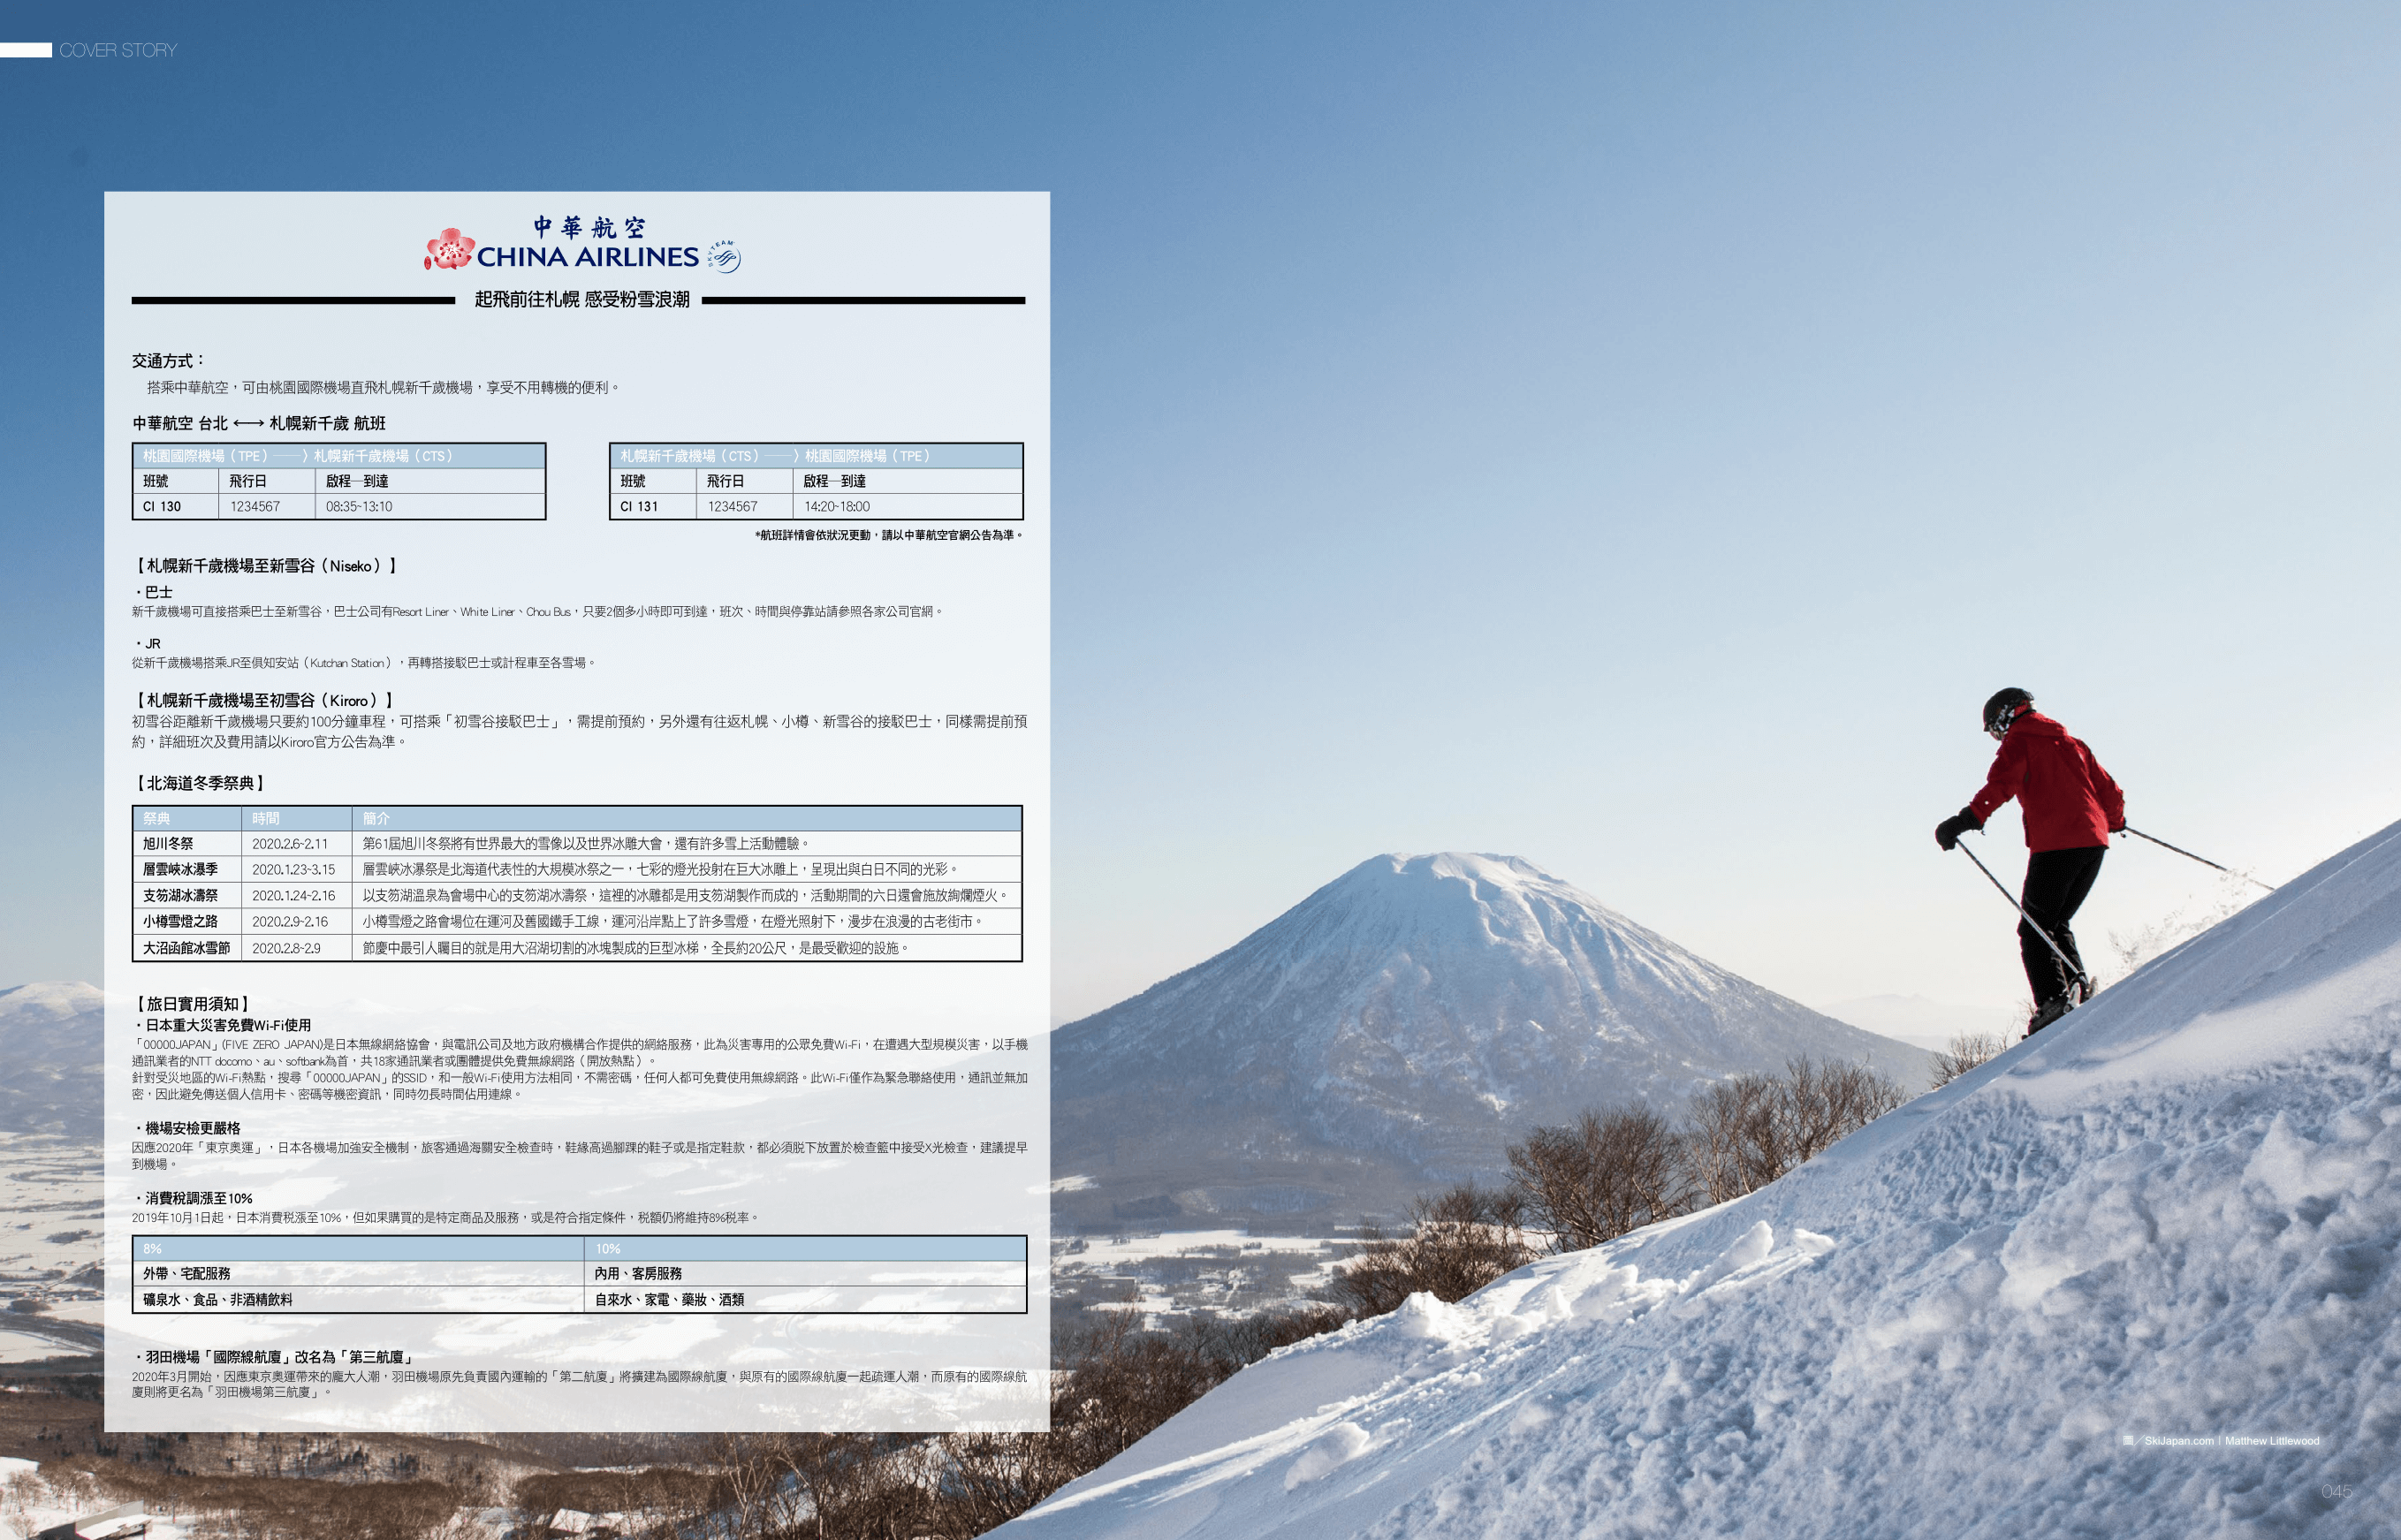 COVER STORY
中華航空
CHINA AIRLINES
SKYTEAM
起飛前往札幌 感受粉雪浪潮
交通方式：
搭乘中華航空，可由桃園國際機場直飛札幌新千歲機場，享受不用轉機的便利。
中華航空 台北 ⟷ 札幌新千歲 航班
桃園國際機場（TPE）──〉札幌新千歲機場（CTS）
班號 飛行日 啟程─到達
CI 130 1234567 08:35~13:10
札幌新千歲機場（CTS）──〉桃園國際機場（TPE）
班號 飛行日 啟程─到達
CI 131 1234567 14:20~18:00
*航班詳情會依狀況更動，請以中華航空官網公告為準。
【札幌新千歲機場至新雪谷（Niseko）】
・巴士
新千歲機場可直接搭乘巴士至新雪谷，巴士公司有Resort Liner、White Liner、Chou Bus，只要2個多小時即可到達，班次、時間與停靠站請參照各家公司官網。
・JR
從新千歲機場搭乘JR至俱知安站（Kutchan Station），再轉搭接駁巴士或計程車至各雪場。
【札幌新千歲機場至初雪谷（Kiroro）】
初雪谷距離新千歲機場只要約100分鐘車程，可搭乘「初雪谷接駁巴士」，需提前預約，另外還有往返札幌、小樽、新雪谷的接駁巴士，同樣需提前預
約，詳細班次及費用請以Kiroro官方公告為準。
【北海道冬季祭典】
祭典 時間 簡介
旭川冬祭 2020.2.6~2.11 第61屆旭川冬祭將有世界最大的雪像以及世界冰雕大會，還有許多雪上活動體驗。
層雲峽冰瀑季 2020.1.23~3.15 層雲峽冰瀑祭是北海道代表性的大規模冰祭之一，七彩的燈光投射在巨大冰雕上，呈現出與白日不同的光彩。
支笏湖冰濤祭 2020.1.24~2.16 以支笏湖溫泉為會場中心的支笏湖冰濤祭，這裡的冰雕都是用支笏湖製作而成的，活動期間的六日還會施放絢爛煙火。
小樽雪燈之路 2020.2.9~2.16 小樽雪燈之路會場位在運河及舊國鐵手工線，運河沿岸點上了許多雪燈，在燈光照射下，漫步在浪漫的古老街市。
大沼函館冰雪節 2020.2.8~2.9 節慶中最引人矚目的就是用大沼湖切割的冰塊製成的巨型冰梯，全長約20公尺，是最受歡迎的設施。
【旅日實用須知】
・日本重大災害免費Wi-Fi使用
「00000JAPAN」(FIVE ZERO JAPAN)是日本無線網絡協會，與電訊公司及地方政府機構合作提供的網絡服務，此為災害專用的公眾免費Wi-Fi，在遭遇大型規模災害，以手機
通訊業者的NTT docomo、au、softbank為首，共18家通訊業者或團體提供免費無線網路（開放熱點）。
針對受災地區的Wi-Fi熱點，搜尋「00000JAPAN」的SSID，和一般Wi-Fi使用方法相同，不需密碼，任何人都可免費使用無線網路。此Wi-Fi僅作為緊急聯絡使用，通訊並無加
密，因此避免傳送個人信用卡、密碼等機密資訊，同時勿長時間佔用連線。
・機場安檢更嚴格
因應2020年「東京奧運」，日本各機場加強安全機制，旅客通過海關安全檢查時，鞋緣高過腳踝的鞋子或是指定鞋款，都必須脫下放置於檢查籃中接受X光檢查，建議提早
到機場。
・消費稅調漲至10%
2019年10月1日起，日本消費稅漲至10%，但如果購買的是特定商品及服務，或是符合指定條件，稅額仍將維持8%稅率。
8% 10%
外帶、宅配服務 內用、客房服務
礦泉水、食品、非酒精飲料 自來水、家電、藥妝、酒類
・羽田機場「國際線航廈」改名為「第三航廈」
2020年3月開始，因應東京奧運帶來的龐大人潮，羽田機場原先負責國內運輸的「第二航廈」將擴建為國際線航廈，與原有的國際線航廈一起疏運人潮，而原有的國際線航
廈則將更名為「羽田機場第三航廈」。
圖／SkiJapan.com｜Matthew Littlewood
045